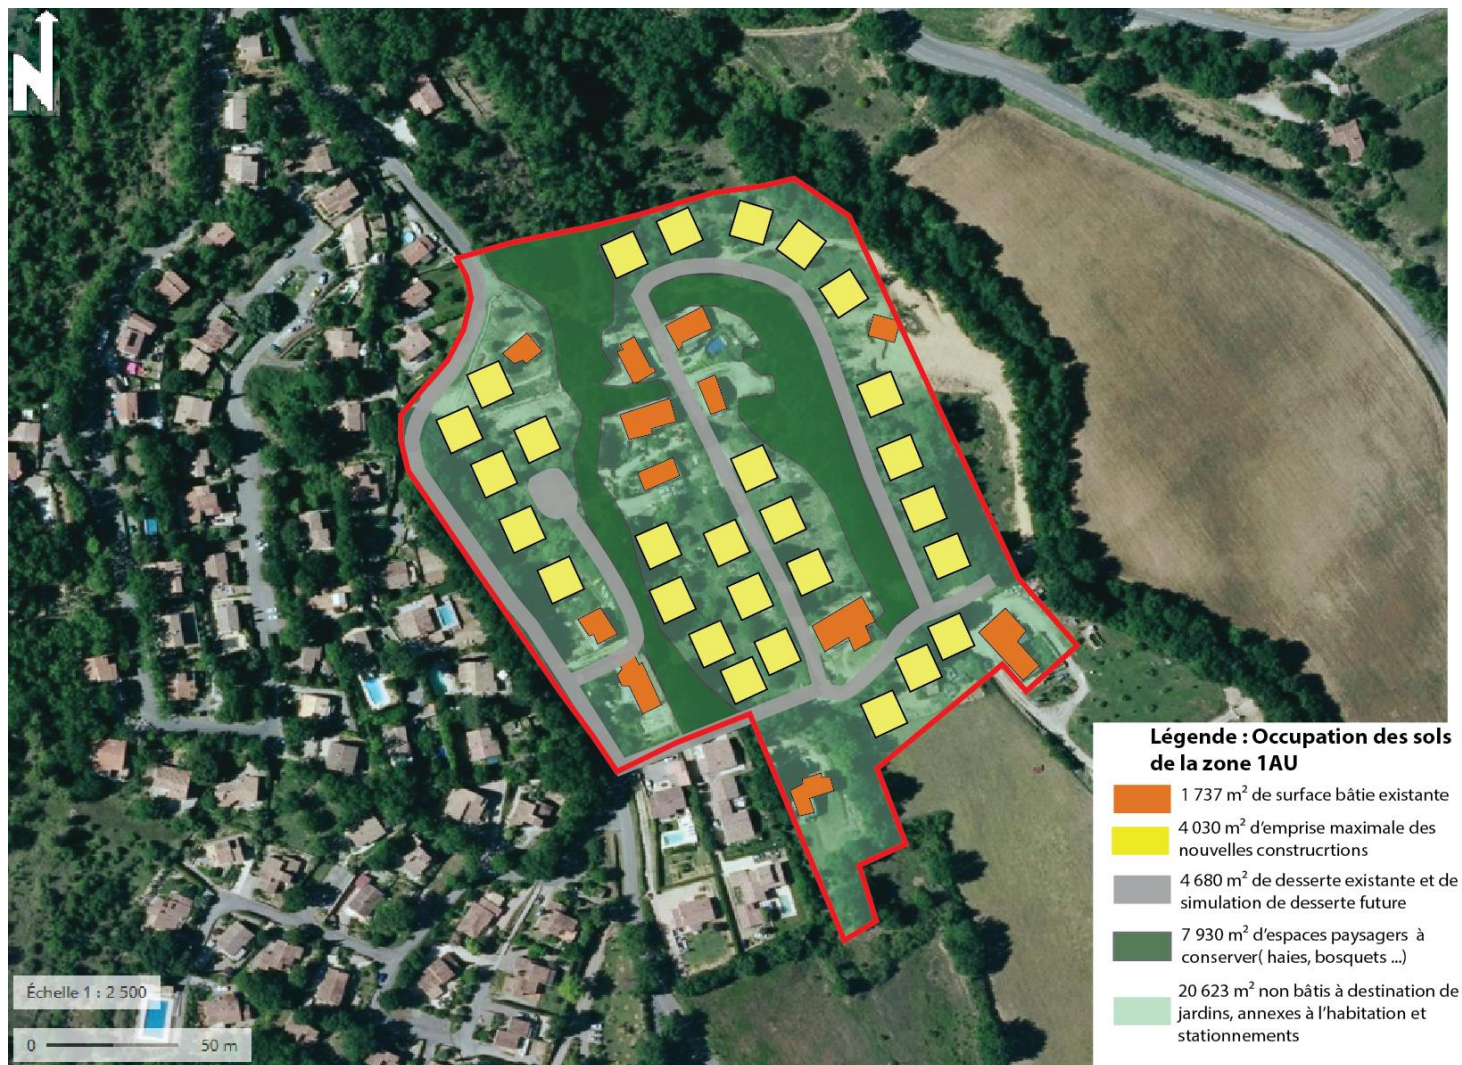 N
Légende : Occupation des sols
de la zone 1AU
1 737 m² de surface bâtie existante
4 030 m² d'emprise maximale des
nouvelles construcrtions
4 680 m² de desserte existante et de
simulation de desserte future
7 930 m² d'espaces paysagers à
conserver( haies, bosquets ...)
20 623 m² non bâtis à destination de
jardins, annexes à l'habitation et
stationnements
Échelle 1 : 2 500
0 50 m